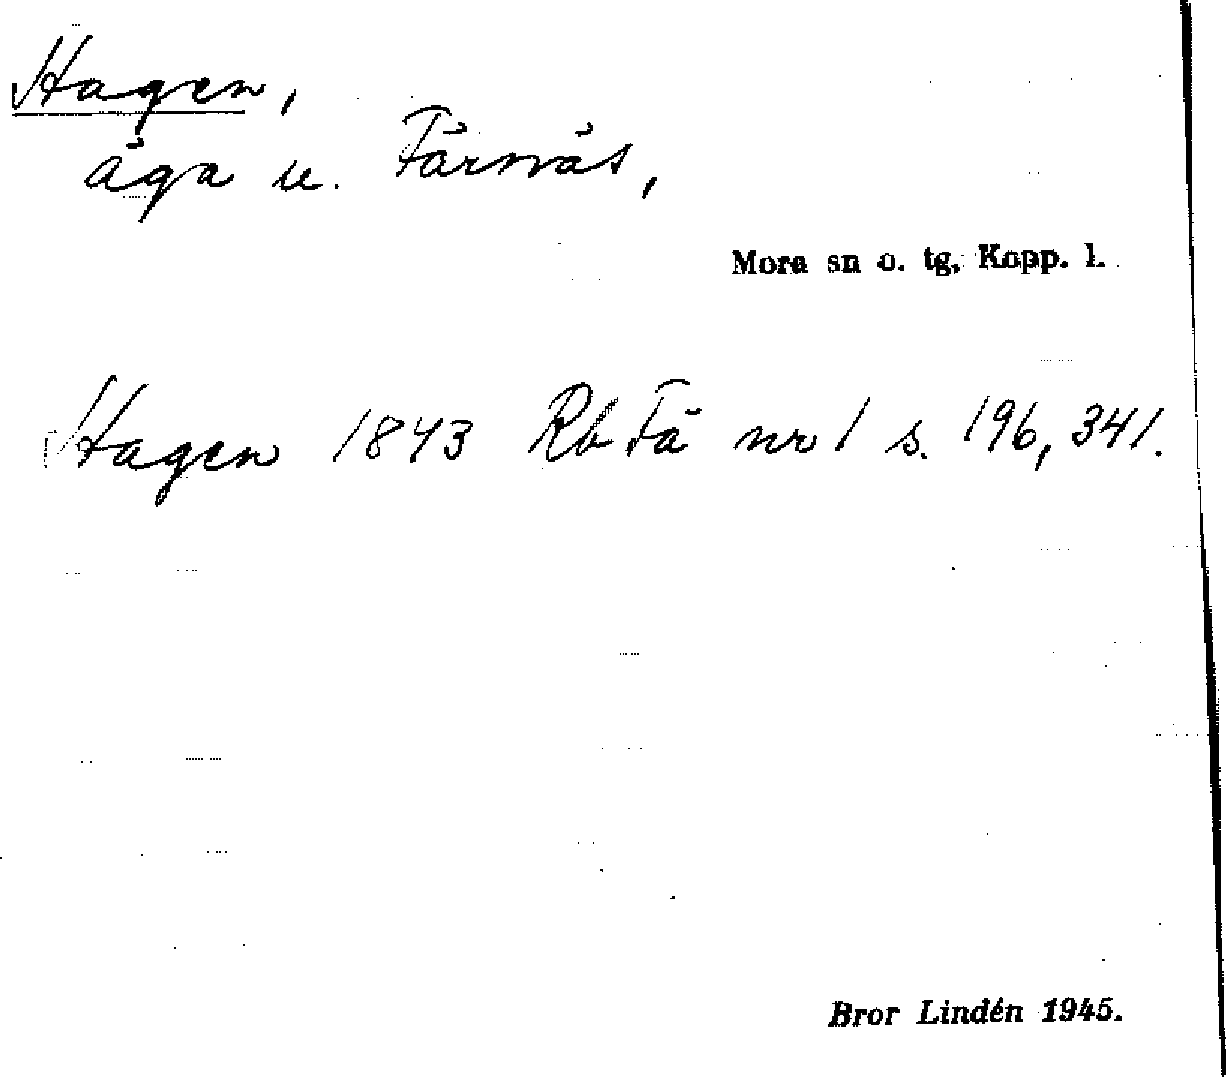 Hagen,
äga u. Färnäs,
Mora sn o. tg, Kopp. l.
Hagen 1843 Rb Fä nr 1 s. 196, 341.
Bror Lindén 1945.